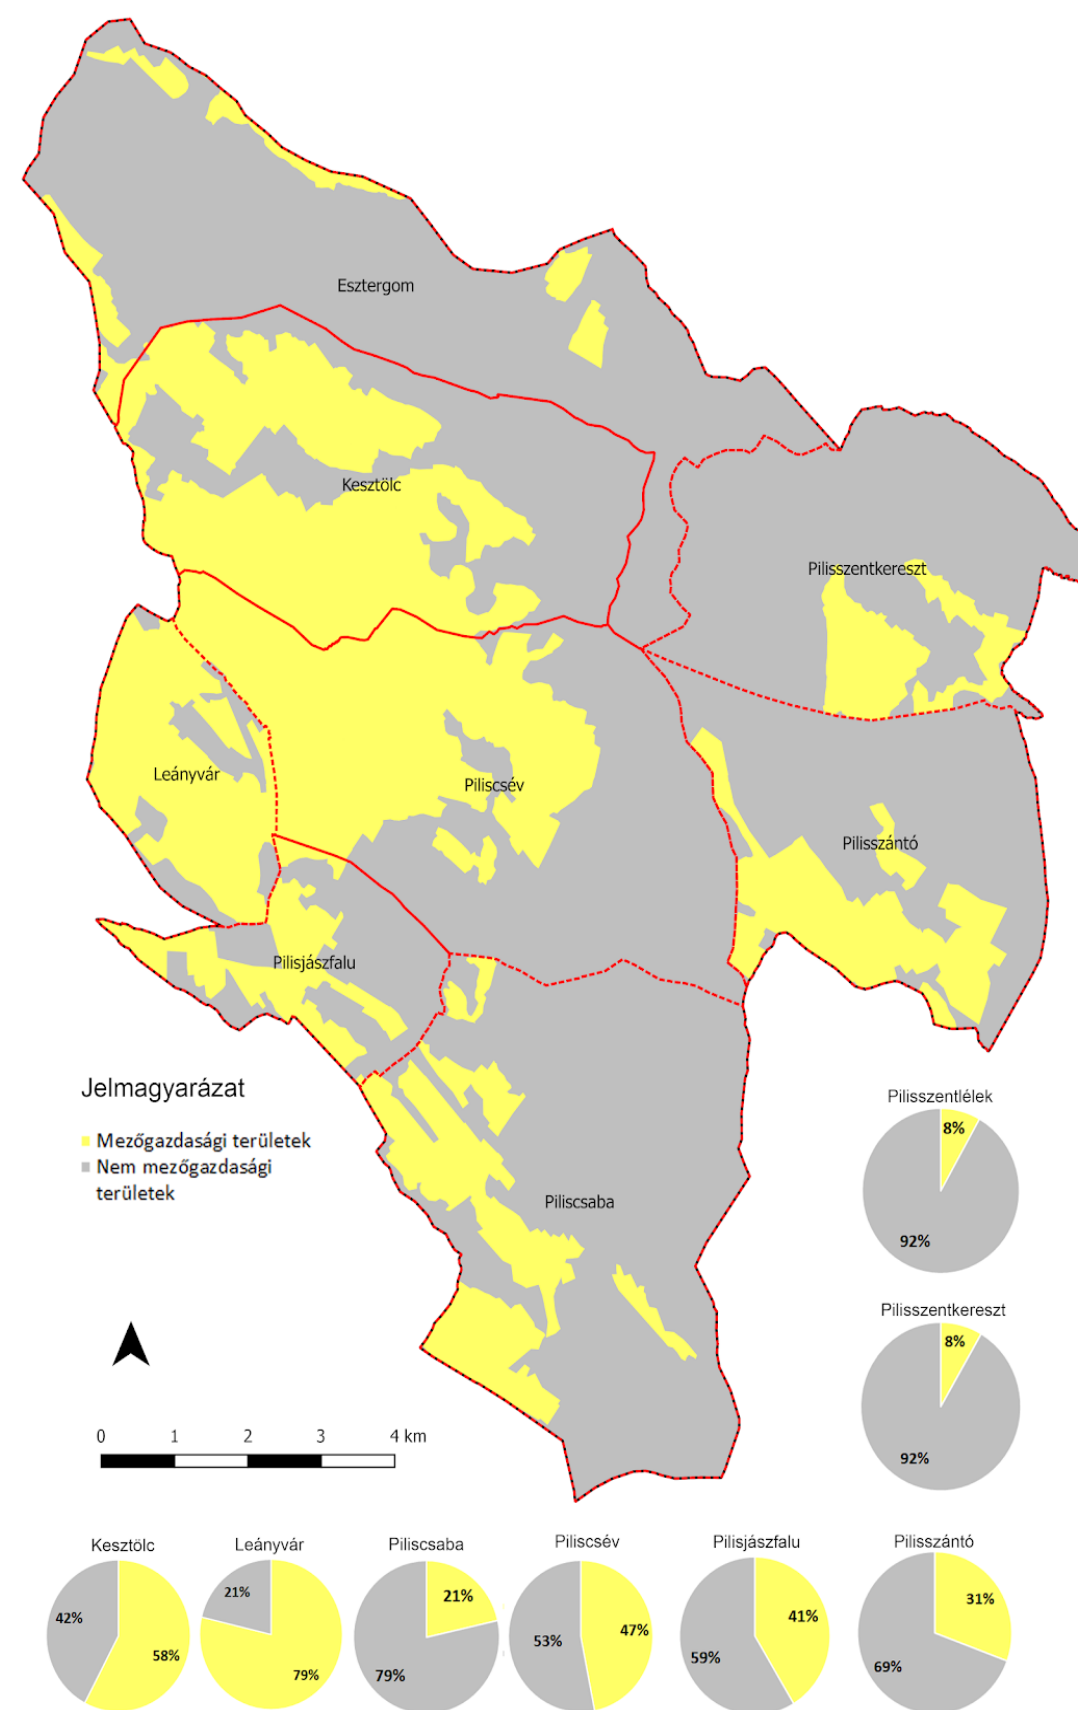 Esztergom
Kesztölc
Pilisszentkereszt
Leányvár
Piliscsév
Pilisszántó
Pilisjászfalu
Piliscsaba
Jelmagyarázat
Mezőgazdasági területek
Nem mezőgazdasági
területek
0 1 2 3 4 km
Pilisszentlélek
8%
92%
Pilisszentkereszt
8%
92%
Kesztölc
42%
58%
Leányvár
21%
79%
Piliscsaba
21%
79%
Piliscsév
53%
47%
Pilisjászfalu
41%
59%
Pilisszántó
31%
69%